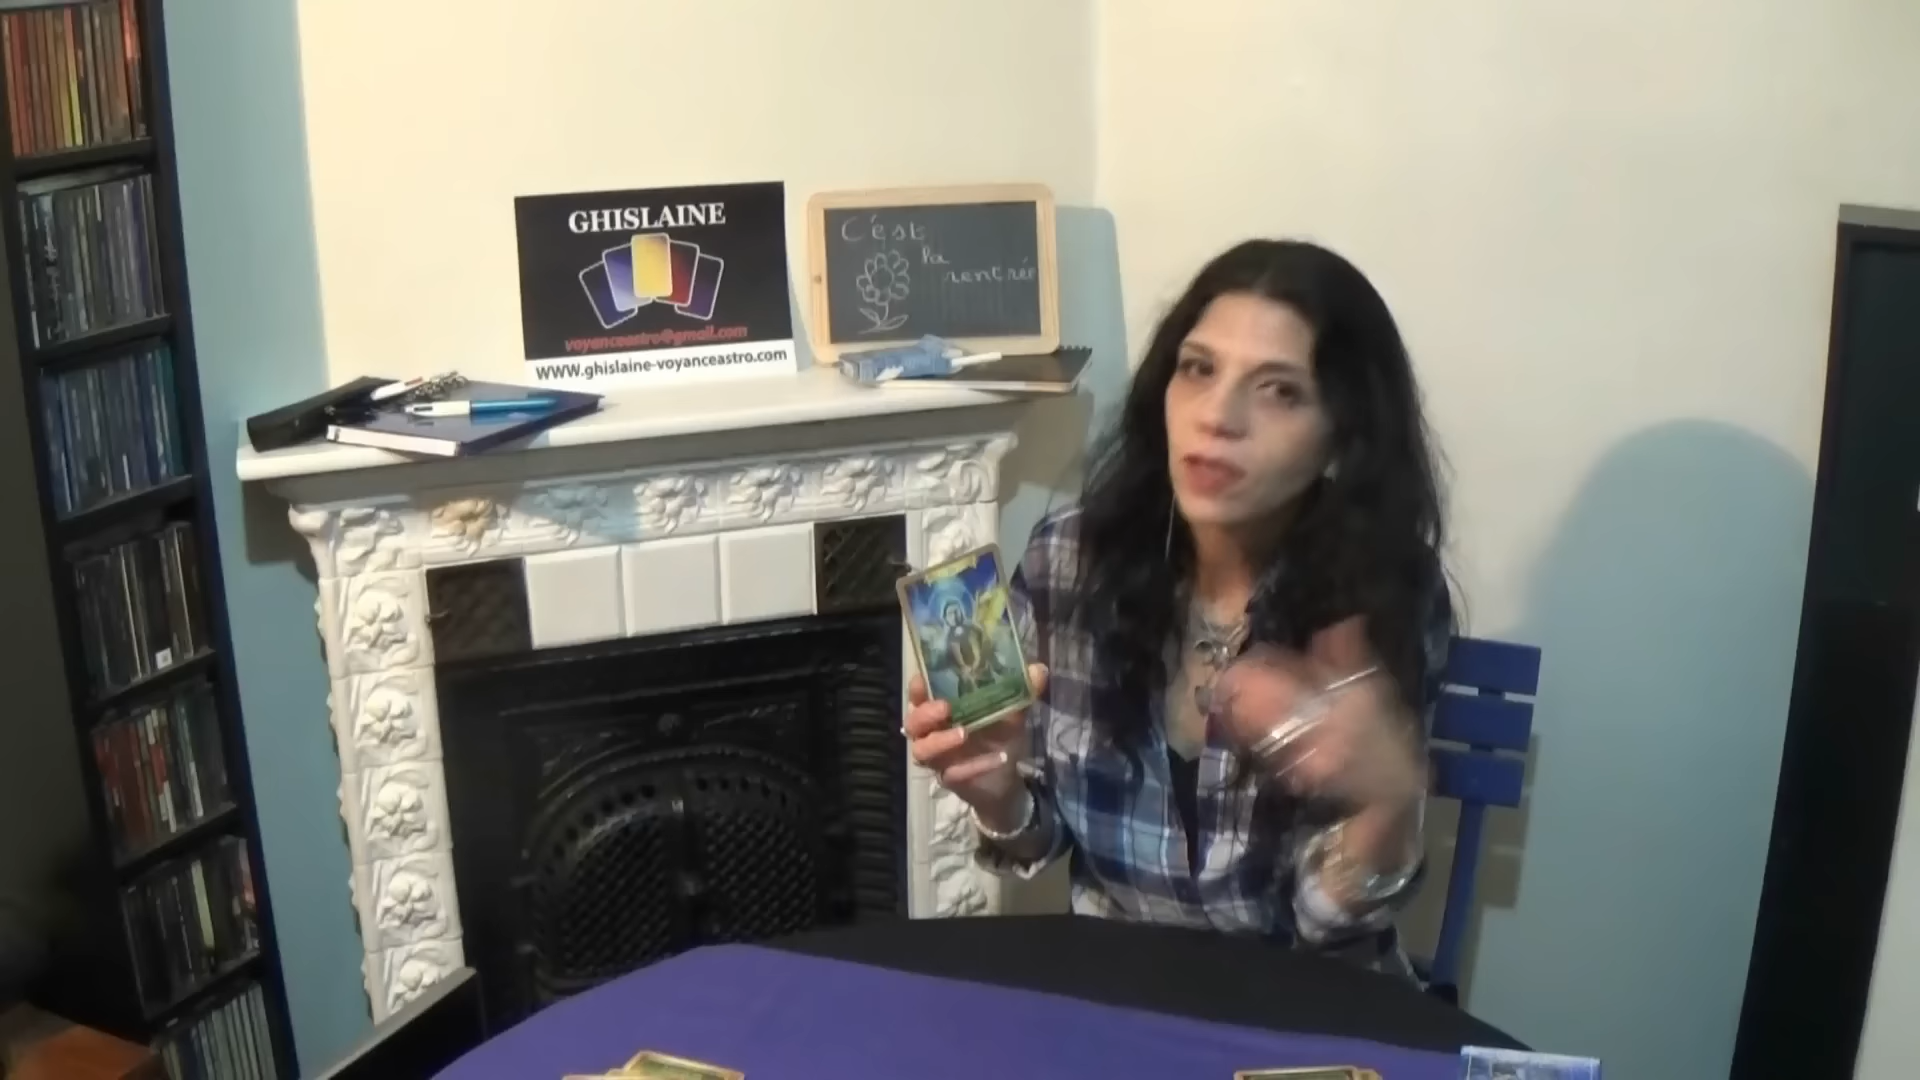 GHISLAINE
voyanceastro@gmail.com
WWW.ghislaine-voyanceastro.com
C'est
la
rentrée